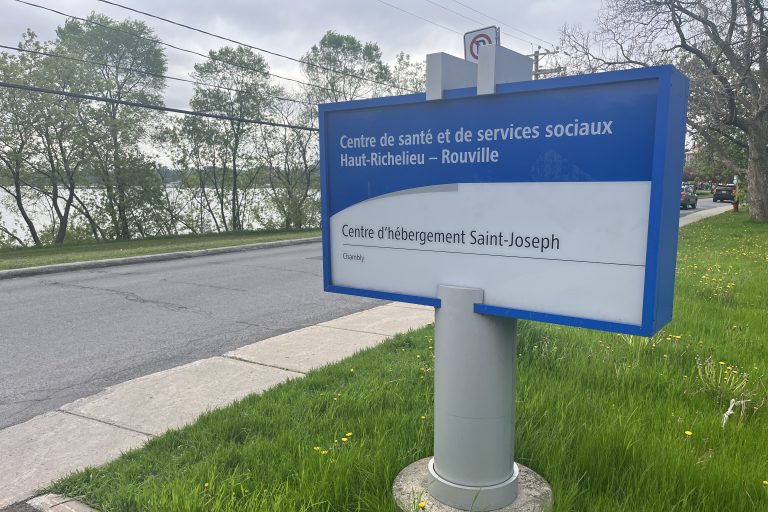 Centre de santé et de services sociaux
Haut-Richelieu – Rouville
Centre d'hébergement Saint-Joseph
Chambly